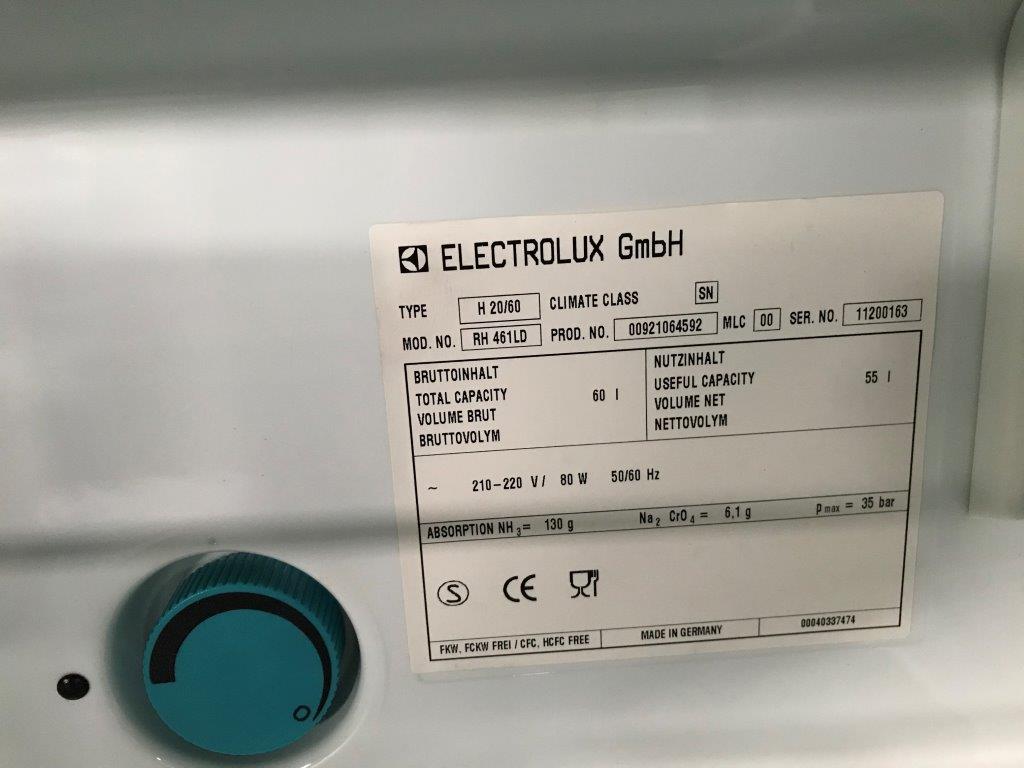 ELECTROLUX GmbH
TYPE H 20/60 CLIMATE CLASS SN
MOD. NO. RH 461LD PROD. NO. 00921064592 MLC 00 SER. NO. 11200163
BRUTTOINHALT
TOTAL CAPACITY 60 l
VOLUME BRUT
BRUTTOVOLYM
NUTZINHALT
USEFUL CAPACITY 55 l
VOLUME NET
NETTOVOLYM
~ 210-220 V/ 80 W 50/60 Hz
ABSORPTION NH₃= 130 g Na₂ CrO₄ = 6,1 g pmax = 35 bar
S CE
FKW, FCKW FREI / CFC, HCFC FREE MADE IN GERMANY 00040337474
O